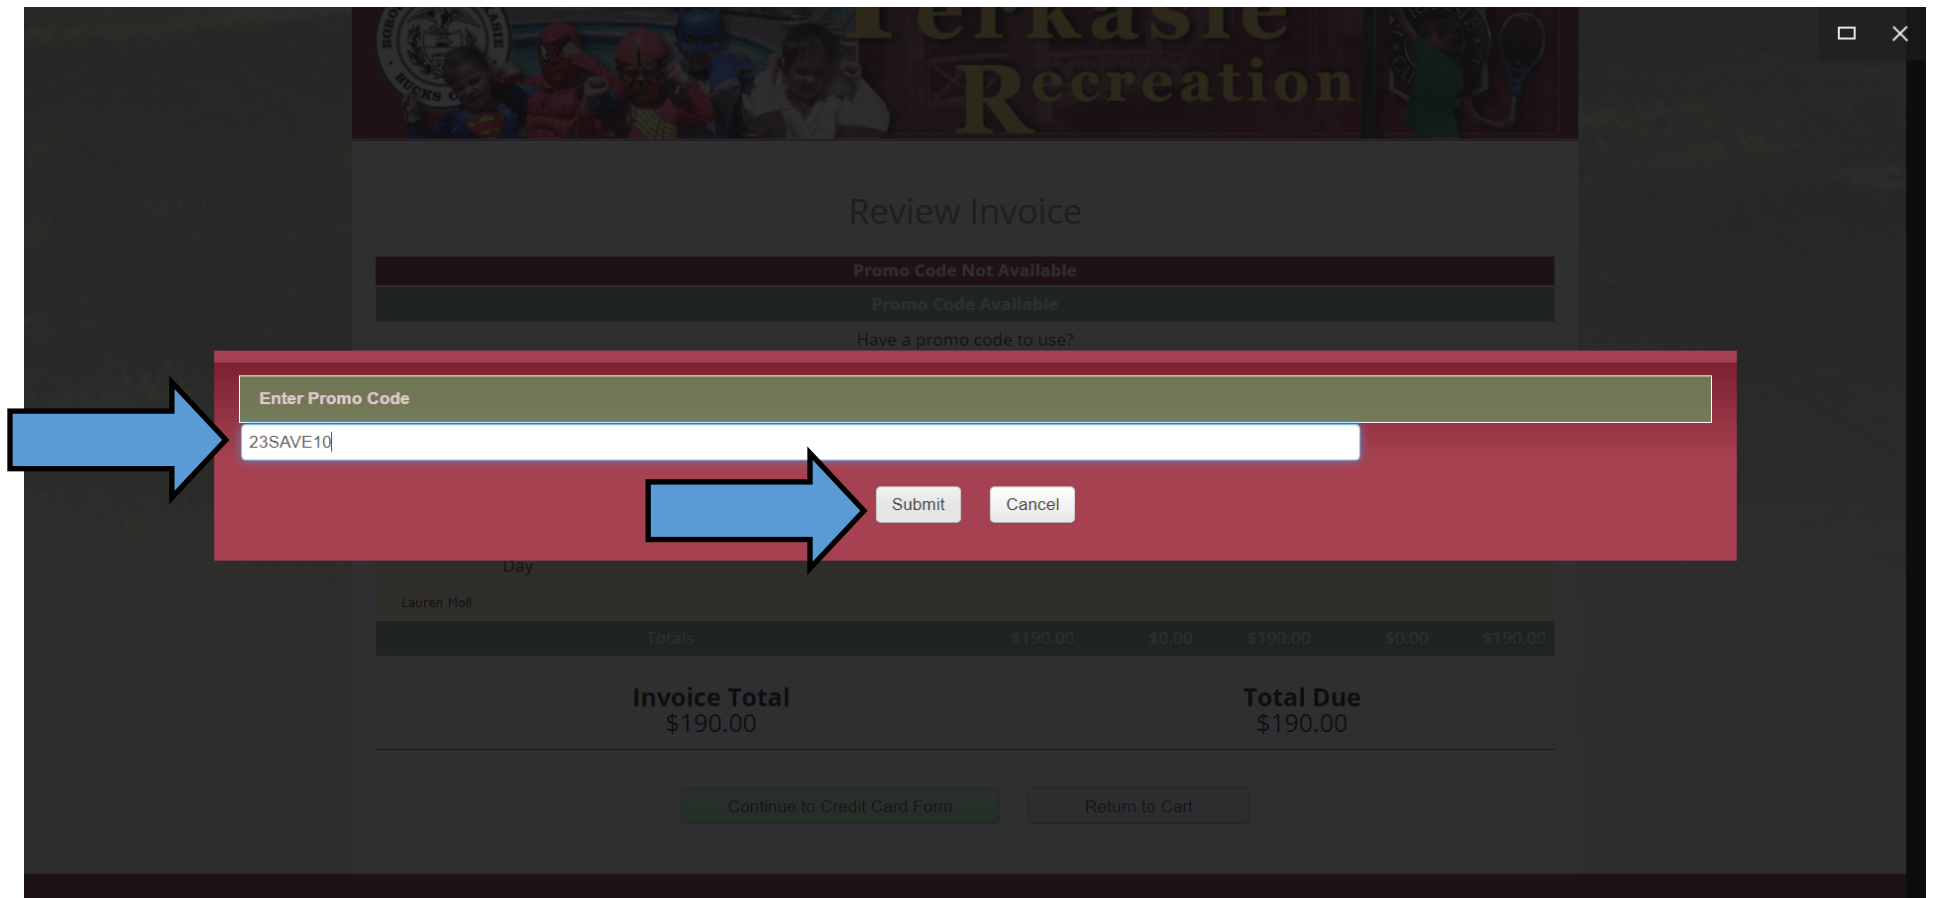 Perkasie
Recreation
BUCKS
Review Invoice
Promo Code Not Available
Promo Code Available
Have a promo code to use?
Enter Promo Code
23SAVE10
Submit Cancel
Day
Lauren Moll
Totals $190.00 $0.00 $190.00 $0.00 $190.00
Invoice Total Total Due
$190.00 $190.00
Continue to Credit Card Form Return to Cart